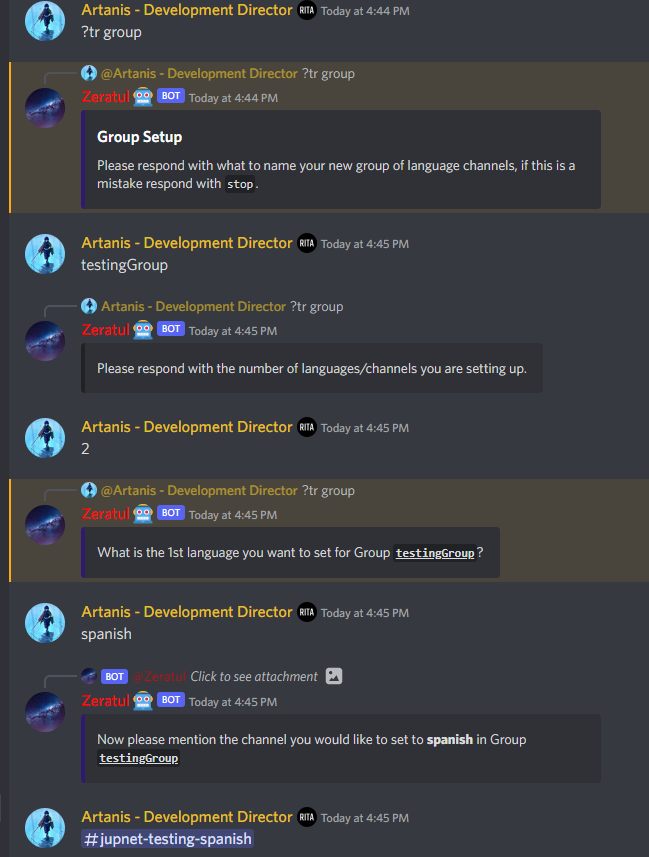 Artanis - Development Director RITA Today at 4:44 PM
?tr group
@Artanis - Development Director ?tr group
Zeratul BOT Today at 4:44 PM
Group Setup
Please respond with what to name your new group of language channels, if this is a
mistake respond with stop.
Artanis - Development Director RITA Today at 4:45 PM
testingGroup
Artanis - Development Director ?tr group
Zeratul BOT Today at 4:45 PM
Please respond with the number of languages/channels you are setting up.
Artanis - Development Director RITA Today at 4:45 PM
2
@Artanis - Development Director ?tr group
Zeratul BOT Today at 4:45 PM
What is the 1st language you want to set for Group testingGroup?
Artanis - Development Director RITA Today at 4:45 PM
spanish
BOT @Zeratul Click to see attachment
Zeratul BOT Today at 4:45 PM
Now please mention the channel you would like to set to spanish in Group
testingGroup
Artanis - Development Director RITA Today at 4:45 PM
#jupnet-testing-spanish